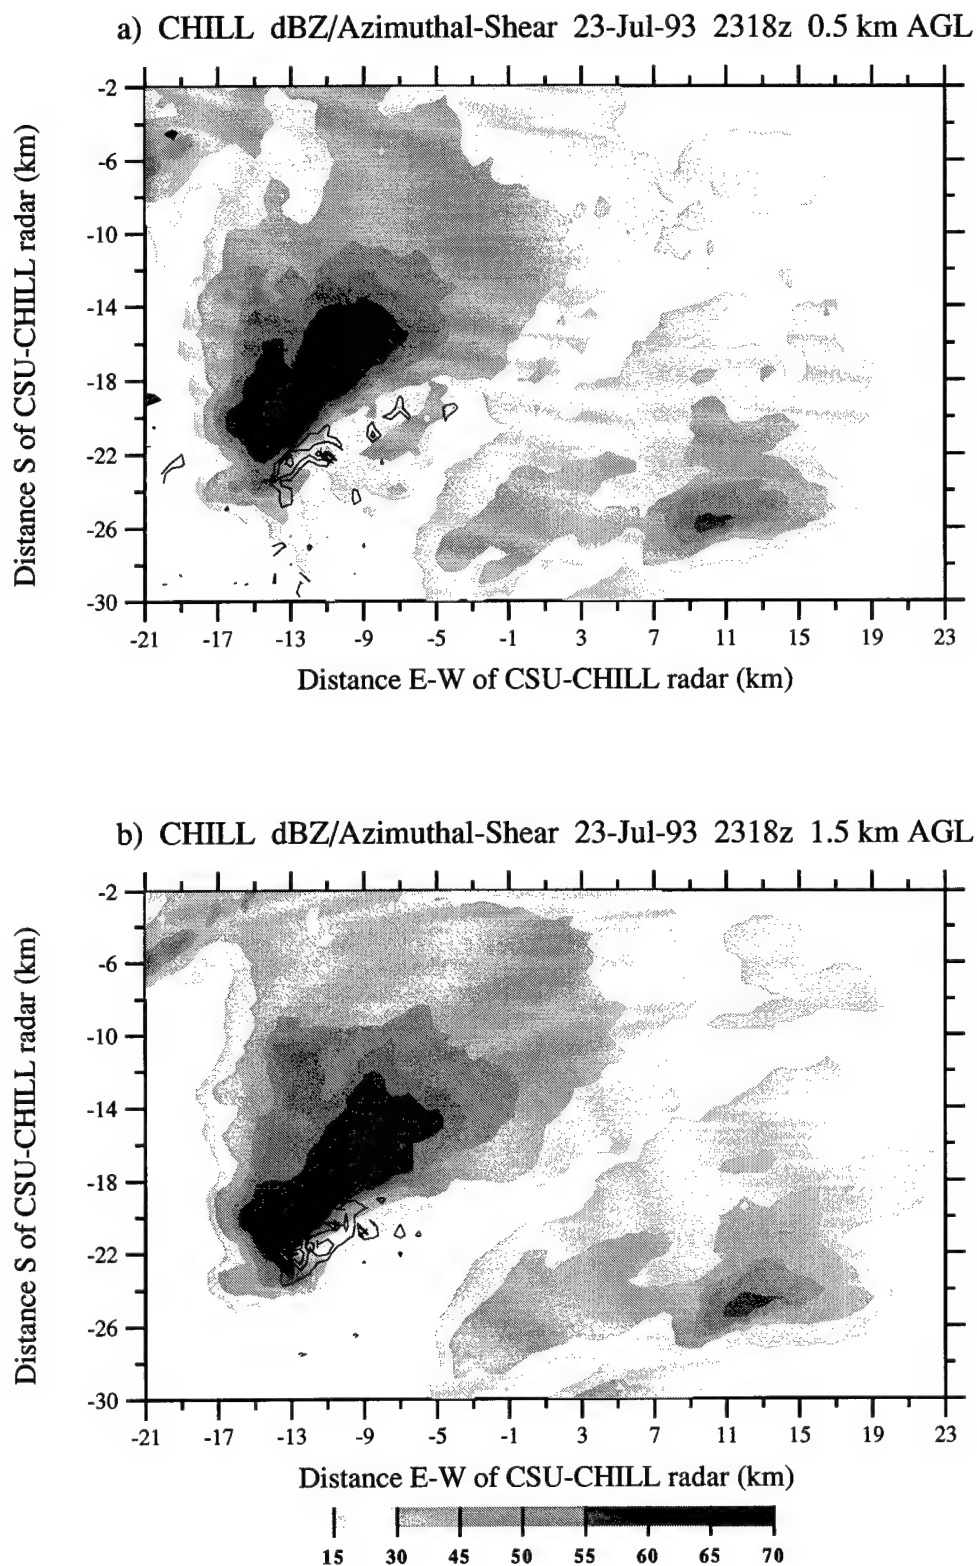 a) CHILL dBZ/Azimuthal-Shear 23-Jul-93 2318z 0.5 km AGL
Distance S of CSU-CHILL radar (km)
-2
-6
-10
-14
-18
-22
-26
-30
-21 -17 -13 -9 -5 -1 3 7 11 15 19 23
Distance E-W of CSU-CHILL radar (km)
b) CHILL dBZ/Azimuthal-Shear 23-Jul-93 2318z 1.5 km AGL
Distance S of CSU-CHILL radar (km)
-2
-6
-10
-14
-18
-22
-26
-30
-21 -17 -13 -9 -5 -1 3 7 11 15 19 23
Distance E-W of CSU-CHILL radar (km)
15 30 45 50 55 60 65 70